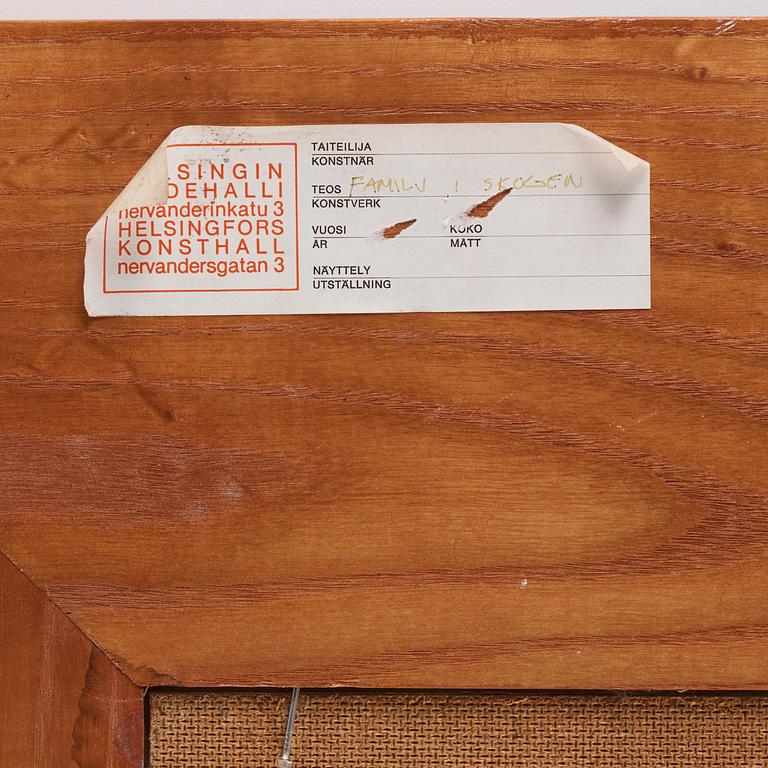 SINGIN
DEHALLI
nervanderinkatu 3
HELSINGFORS
KONSTHALL
nervandersgatan 3
TAITEILIJA
KONSTNÄR
TEOS FAMILJ I SKOGEN
KONSTVERK
VUOSI KOKO
ÅR MÅTT
NÄYTTELY
UTSTÄLLNING